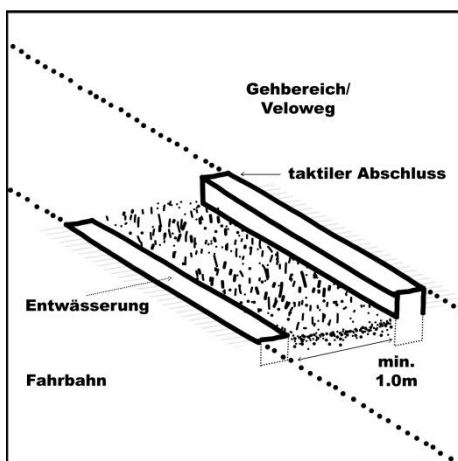 Gehbereich/
Veloweg
taktiler Abschluss
Entwässerung
min.
1.0m
Fahrbahn